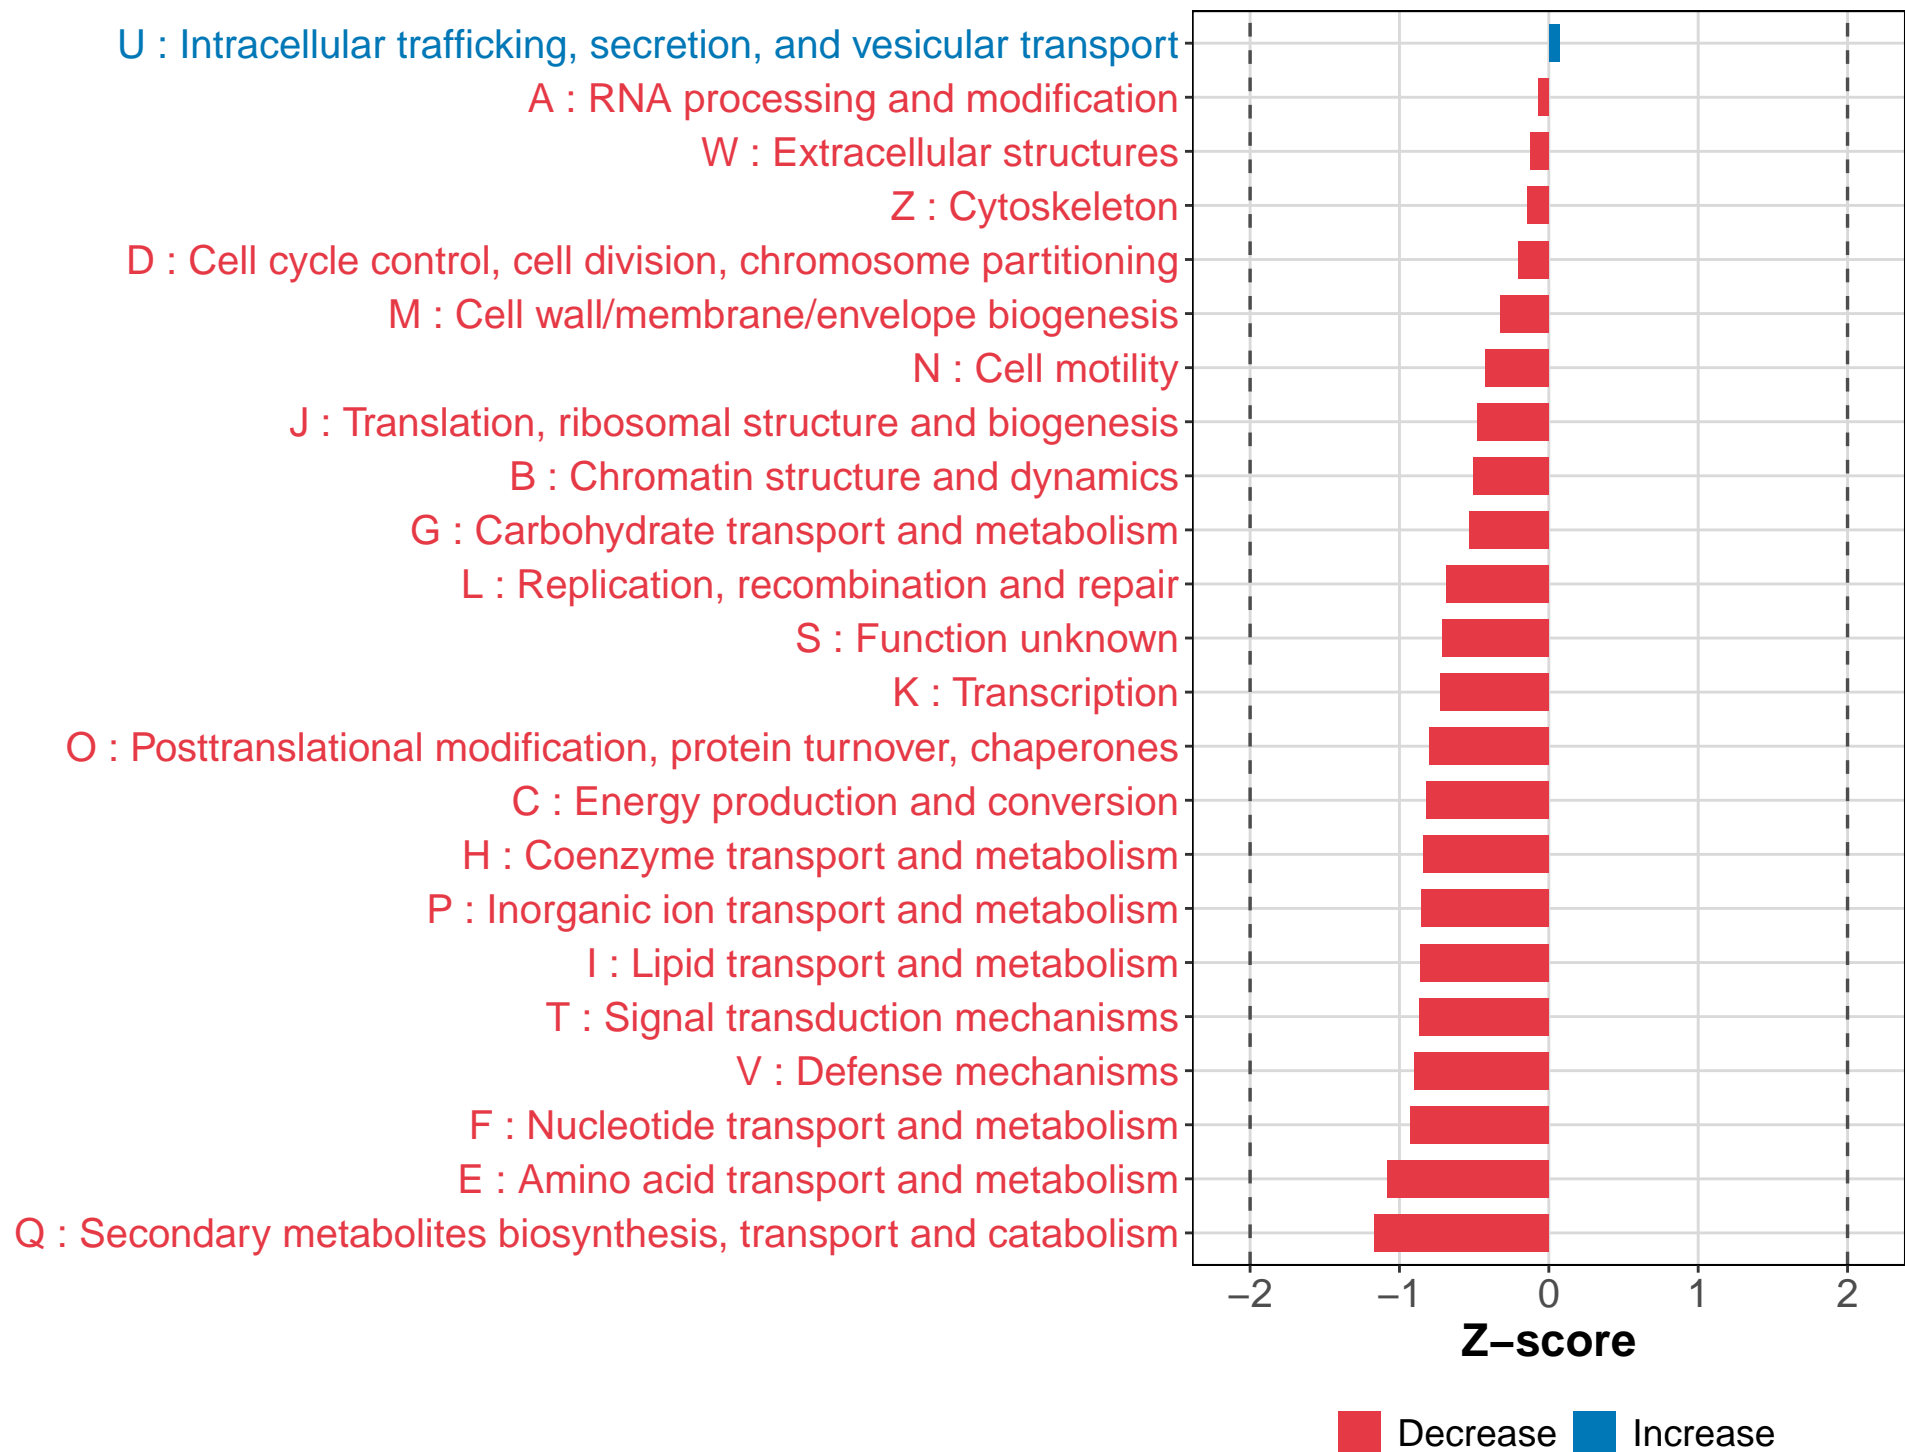 U : Intracellular trafficking, secretion, and vesicular transport
A : RNA processing and modification
W : Extracellular structures
Z : Cytoskeleton
D : Cell cycle control, cell division, chromosome partitioning
M : Cell wall/membrane/envelope biogenesis
N : Cell motility
J : Translation, ribosomal structure and biogenesis
B : Chromatin structure and dynamics
G : Carbohydrate transport and metabolism
L : Replication, recombination and repair
S : Function unknown
K : Transcription
O : Posttranslational modification, protein turnover, chaperones
C : Energy production and conversion
H : Coenzyme transport and metabolism
P : Inorganic ion transport and metabolism
I : Lipid transport and metabolism
T : Signal transduction mechanisms
V : Defense mechanisms
F : Nucleotide transport and metabolism
E : Amino acid transport and metabolism
Q : Secondary metabolites biosynthesis, transport and catabolism
−2 −1 0 1 2
Z−score
Decrease Increase